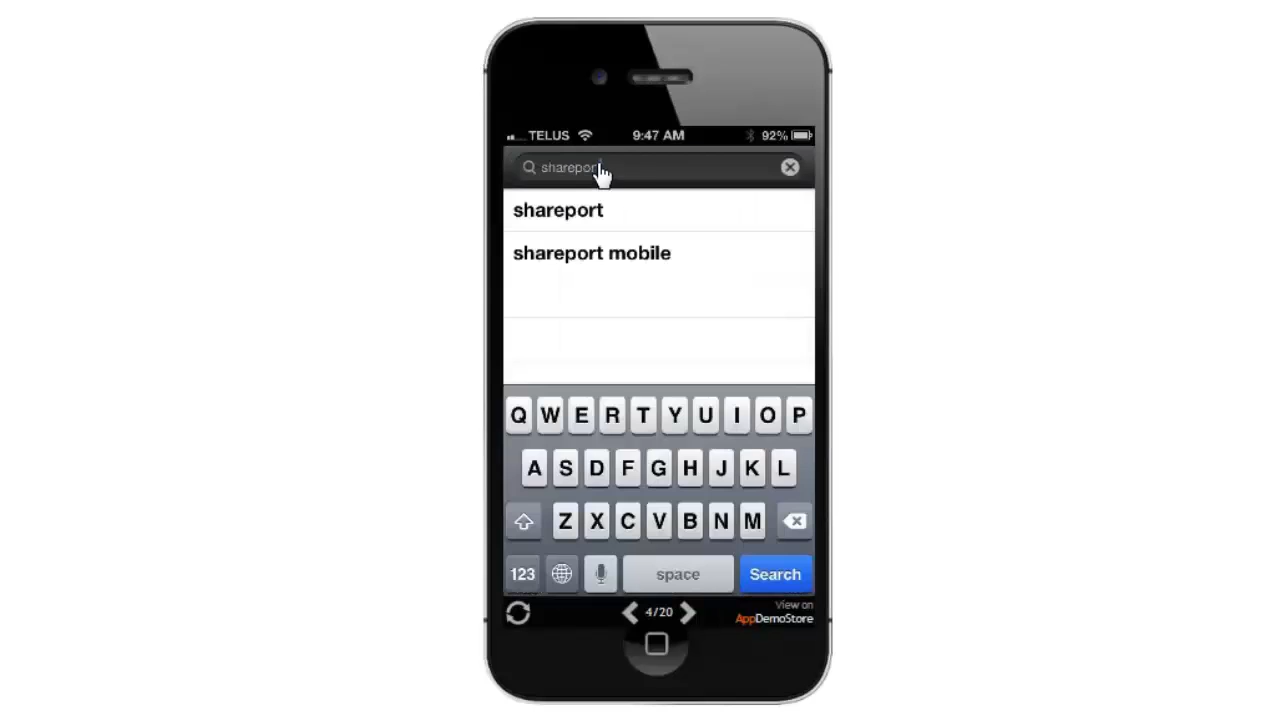 TELUS 9:47 AM 92%
sharepor
shareport
shareport mobile
Q W E R T Y U I O P
A S D F G H J K L
Z X C V B N M
123 space Search
4/20 View on
AppDemoStore